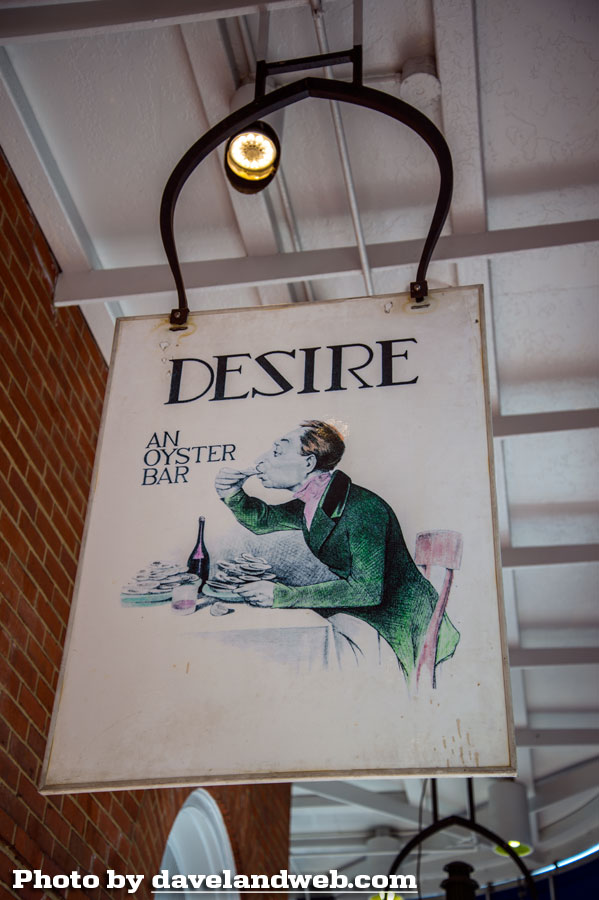 DESIRE
AN
OYSTER
BAR
Photo by davelandweb.com